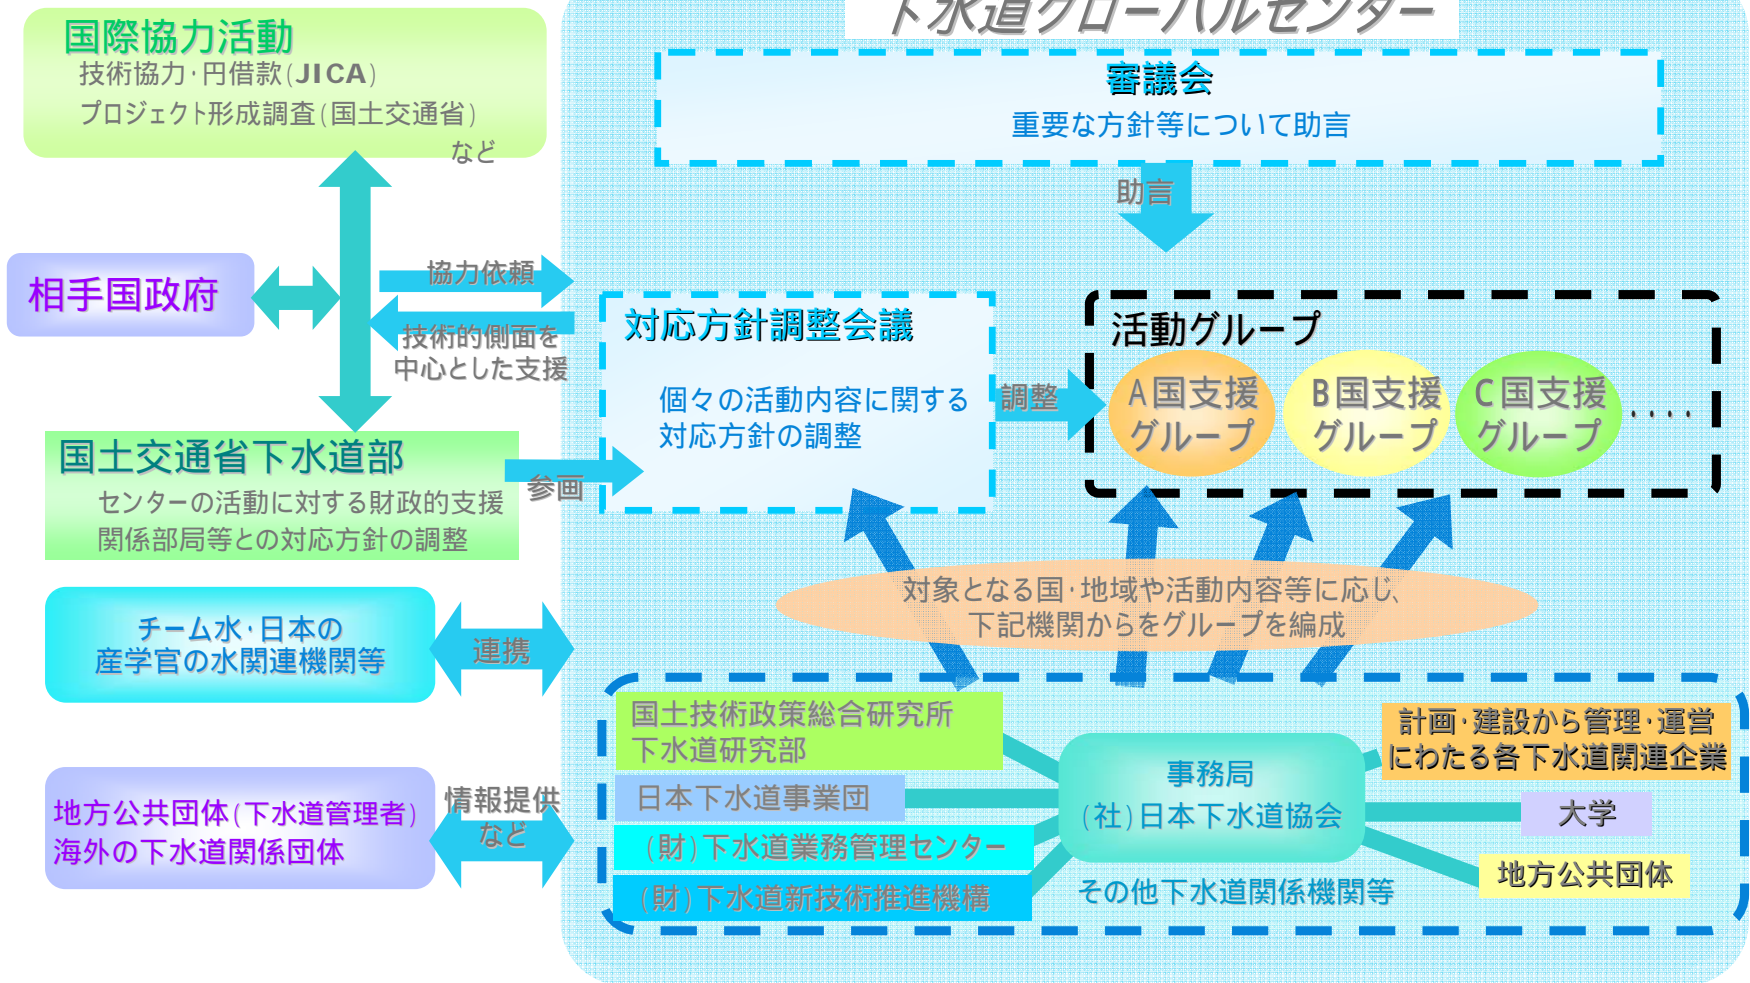 下水道グローバルセンター
国際協力活動
技術協力・円借款(JICA)
プロジェクト形成調査(国土交通省)
など
審議会
重要な方針等について助言
助言
相手国政府
協力依頼
技術的側面を
中心とした支援
対応方針調整会議
個々の活動内容に関する
対応方針の調整
調整
活動グループ
A国支援
グループ
B国支援
グループ
C国支援
グループ
・・・・
国土交通省下水道部
センターの活動に対する財政的支援
関係部局等との対応方針の調整
参画
対象となる国・地域や活動内容等に応じ、
下記機関からをグループを編成
チーム水・日本の
産学官の水関連機関等
連携
地方公共団体(下水道管理者)
海外の下水道関係団体
情報提供
など
国土技術政策総合研究所
下水道研究部
日本下水道事業団
(財)下水道業務管理センター
(財)下水道新技術推進機構
事務局
(社)日本下水道協会
その他下水道関係機関等
計画・建設から管理・運営
にわたる各下水道関連企業
大学
地方公共団体